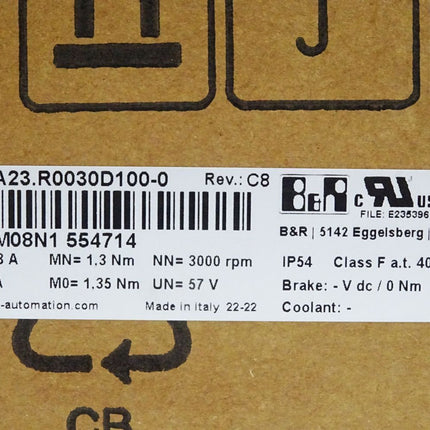 A23.R0030D100-0 Rev.: C8
M08N1 554714
8 A MN= 1.3 Nm NN= 3000 rpm
A M0= 1.35 Nm UN= 57 V
-automation.com Made in Italy 22-22
B&R c RU us
FILE: E235396
B&R | 5142 Eggelsberg |
IP54 Class F a.t. 40
Brake: - V dc / 0 Nm
Coolant: -
CB